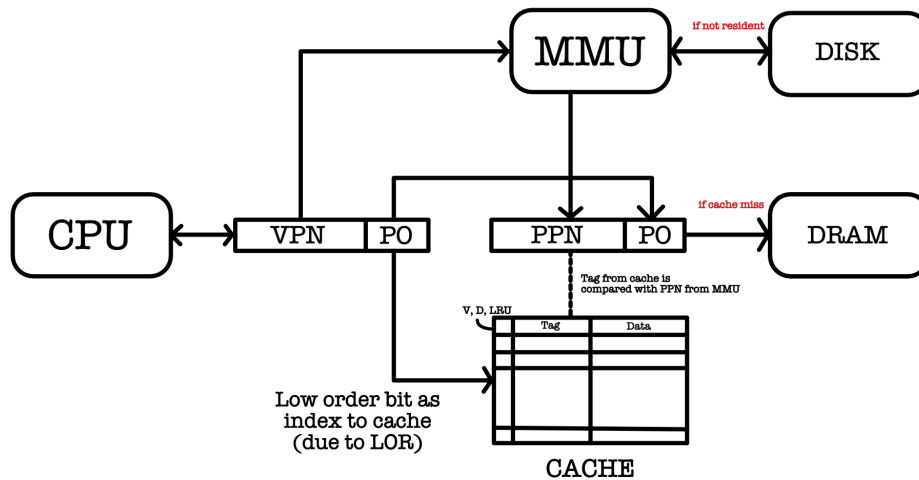 if not resident
MMU
DISK
CPU
VPN
PO
PPN
PO
if cache miss
DRAM
Tag from cache is
compared with PPN from MMU
V, D, LRU
Tag
Data
Low order bit as
index to cache
(due to LOR)
CACHE